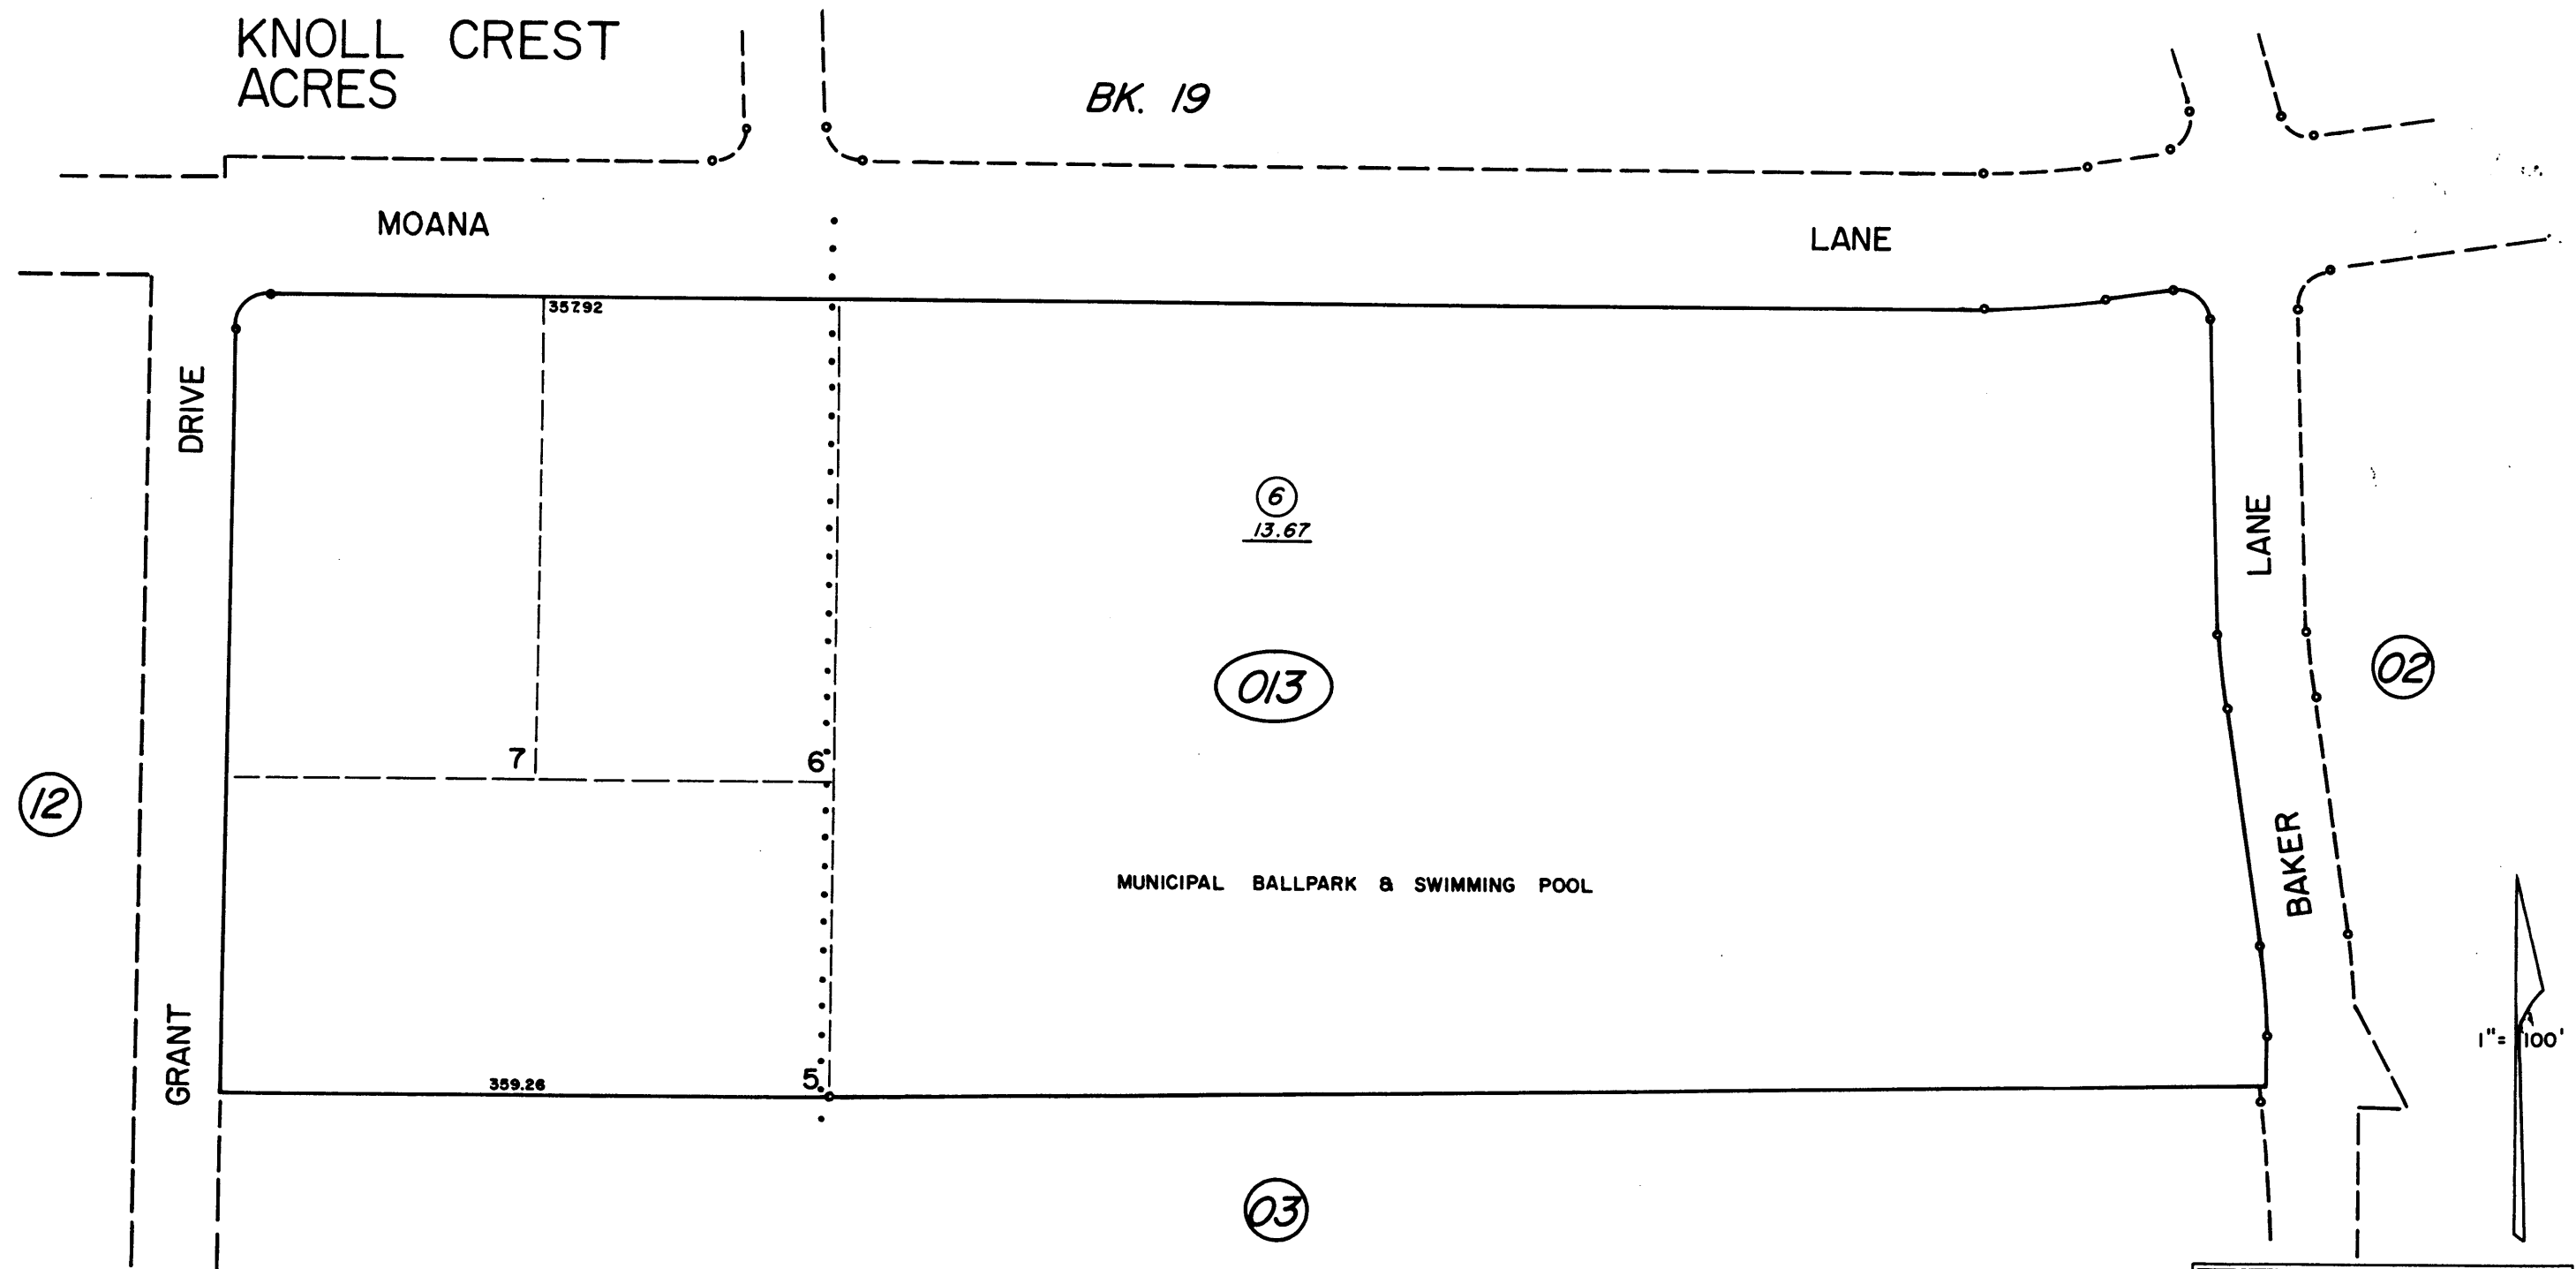 KNOLL CREST
ACRES
BK. 19
MOANA
LANE
357.92
DRIVE
6
13.67
LANE
013
02
7
6
12
BAKER
MUNICIPAL BALLPARK & SWIMMING POOL
GRANT
1"= 100'
359.26
5
03